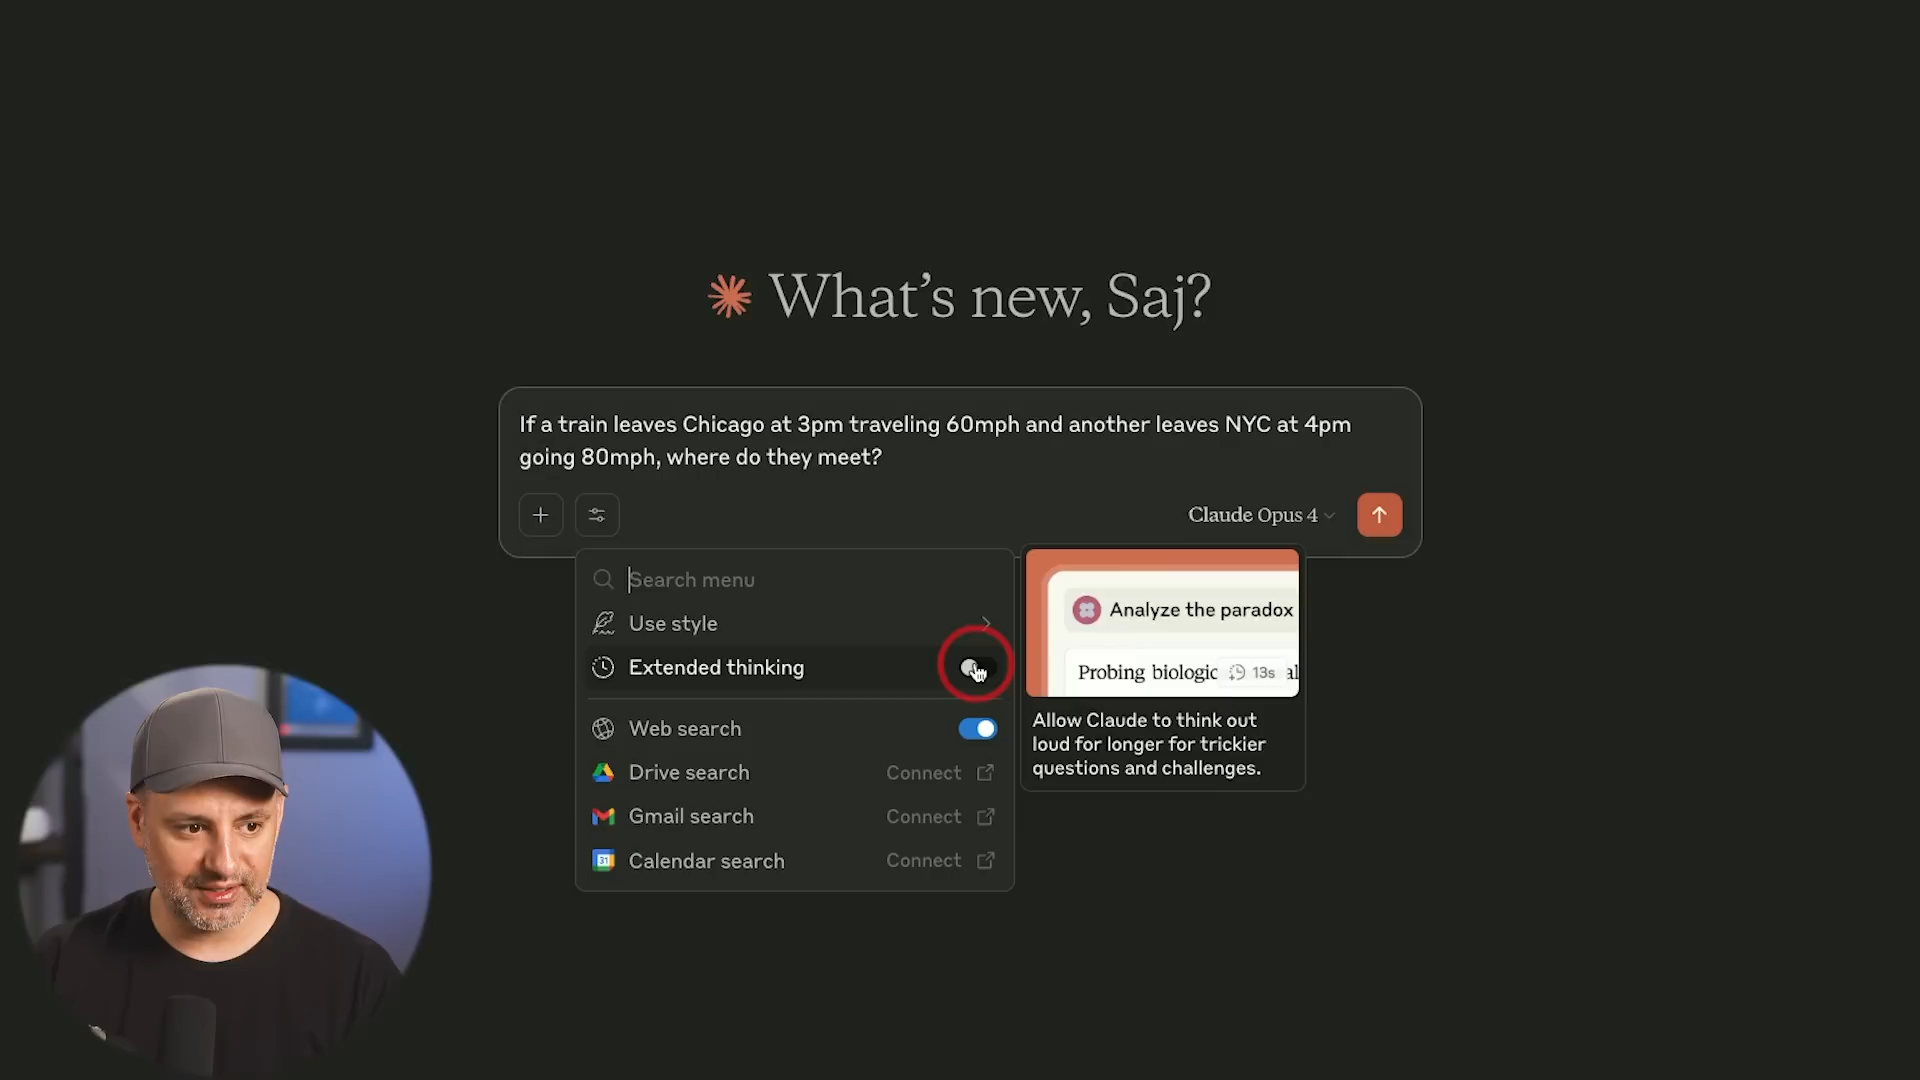 What's new, Saj?
If a train leaves Chicago at 3pm traveling 60mph and another leaves NYC at 4pm
going 80mph, where do they meet?
Claude Opus 4
Search menu
Use style
Extended thinking
Web search
Drive search Connect
Gmail search Connect
31 Calendar search Connect
Analyze the paradox
Probing biologic 13s al
Allow Claude to think out
loud for longer for trickier
questions and challenges.